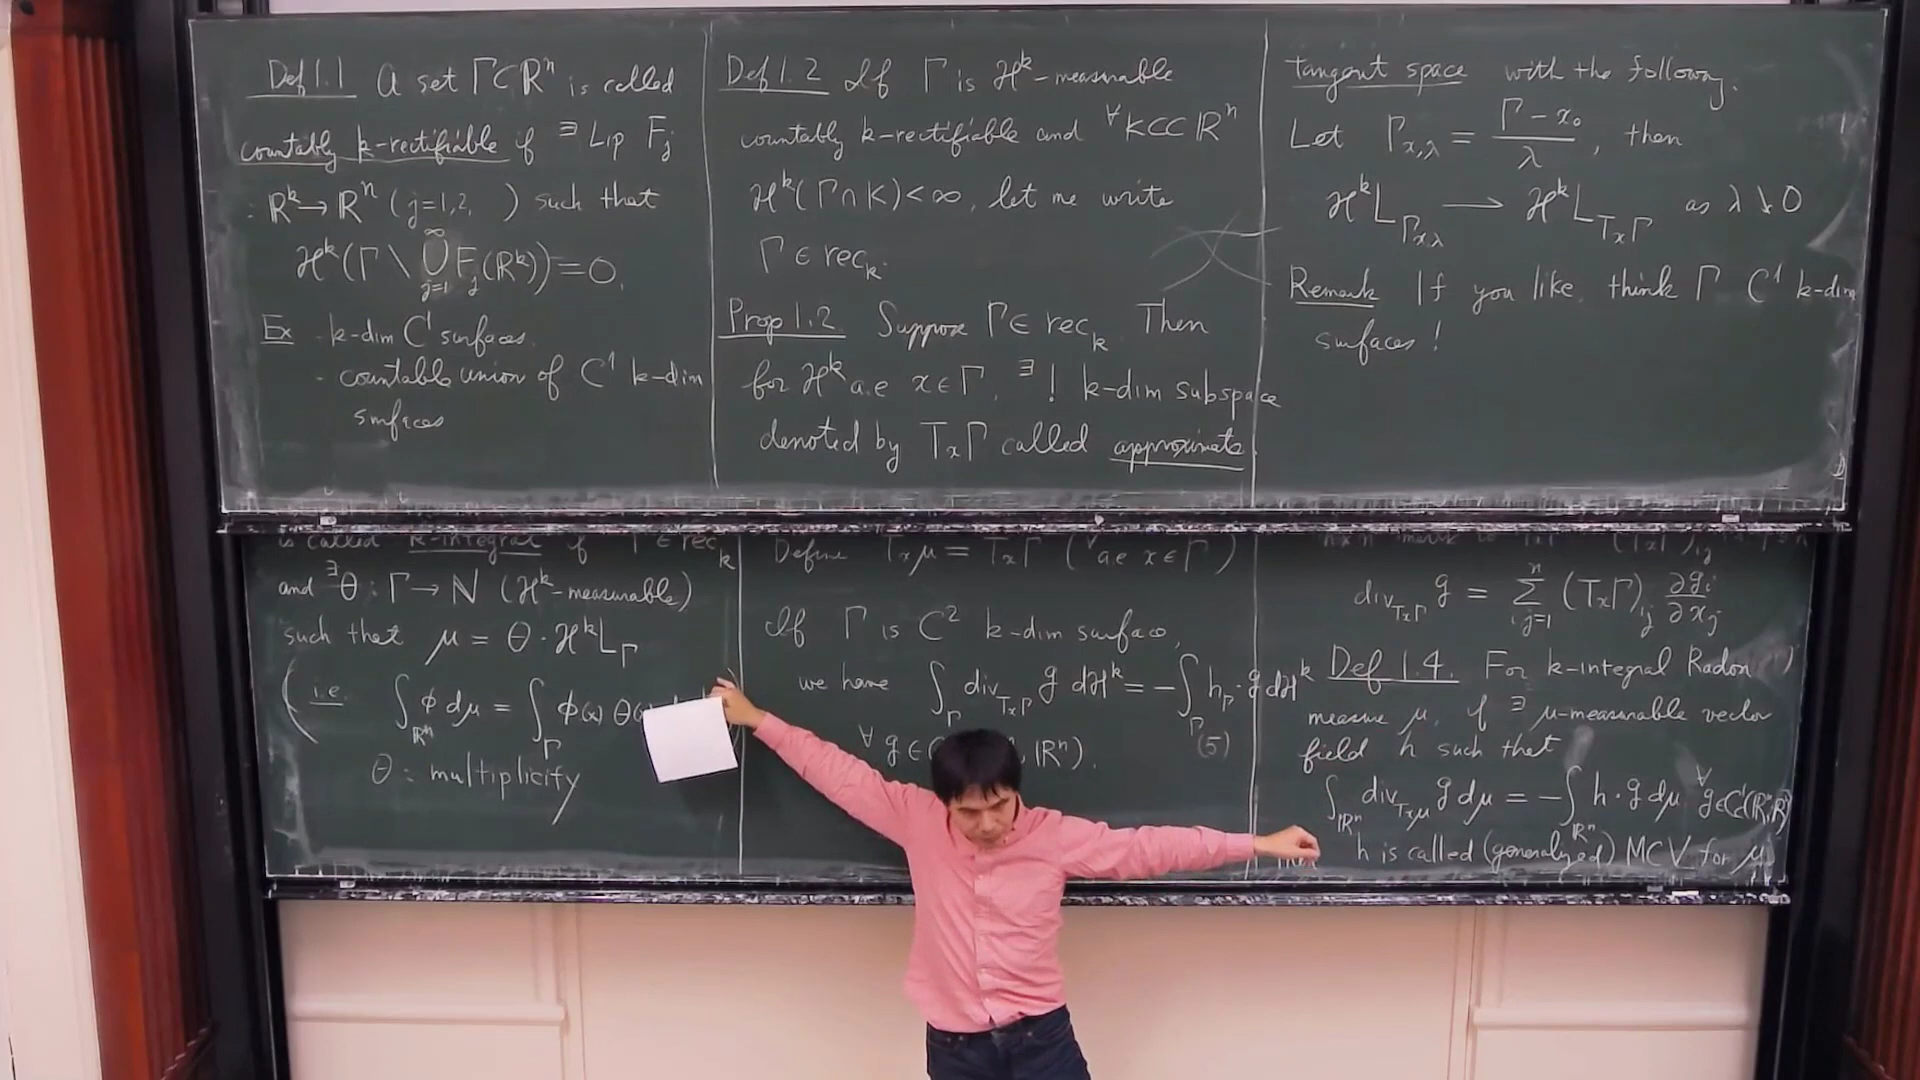 Def 1.1 A set Γ⊂ℝⁿ is called
countably k-rectifiable if ∃ Lip F_j
: ℝᵏ → ℝⁿ (j=1,2, ) such that
ℋᵏ(Γ \ ⋃_{j=1}^∞ F_j(ℝᵏ)) = 0.
Ex - k-dim C¹ surfaces.
- countable union of C¹ k-dim
surfaces
Def 1.2 If Γ is ℋᵏ-measurable
countably k-rectifiable and ∀K⊂⊂ℝⁿ
ℋᵏ(Γ∩K)<∞, let me write
Γ ∈ rec_k.
Prop 1.2. Suppose Γ∈ rec_k. Then
for ℋᵏ a.e x∈Γ, ∃! k-dim subspace
denoted by T_xΓ called approximate
tangent space with the following.
Let Γ_{x,λ} = (Γ - x₀)/λ, then
ℋᵏ⌊_{Γ_{x,λ}} → ℋᵏ⌊_{T_xΓ} as λ↓0
Remark If you like, think Γ C¹ k-dim
surfaces!
is called k-integral if Γ∈rec_k
and ∃θ : Γ→ℕ (ℋᵏ-measurable)
such that μ = θ·ℋᵏ⌊_Γ
(i.e. ∫_{ℝⁿ} φ dμ = ∫_Γ φ(x) θ(x)
θ : multiplicity
Define T_xμ = T_xΓ (∀a.e x∈Γ)
If Γ is C² k-dim surface,
we have ∫_Γ div_{T_xΓ} g dℋᵏ = -∫_Γ h_Γ·g dℋᵏ
(5)
∀g∈C , ℝⁿ).
div_{T_xΓ} g = Σ_{i,j=1}^n (T_xΓ)_{ij} ∂g_i/∂x_j
Def 1.4. For k-integral Radon
measure μ, if ∃ μ-measurable vector
field h such that
∫_{ℝⁿ} div_{T_xμ} g dμ = -∫_{ℝⁿ} h·g dμ ∀g∈C_c¹(ℝⁿ;ℝⁿ)
h is called (generalized) MCV for μ